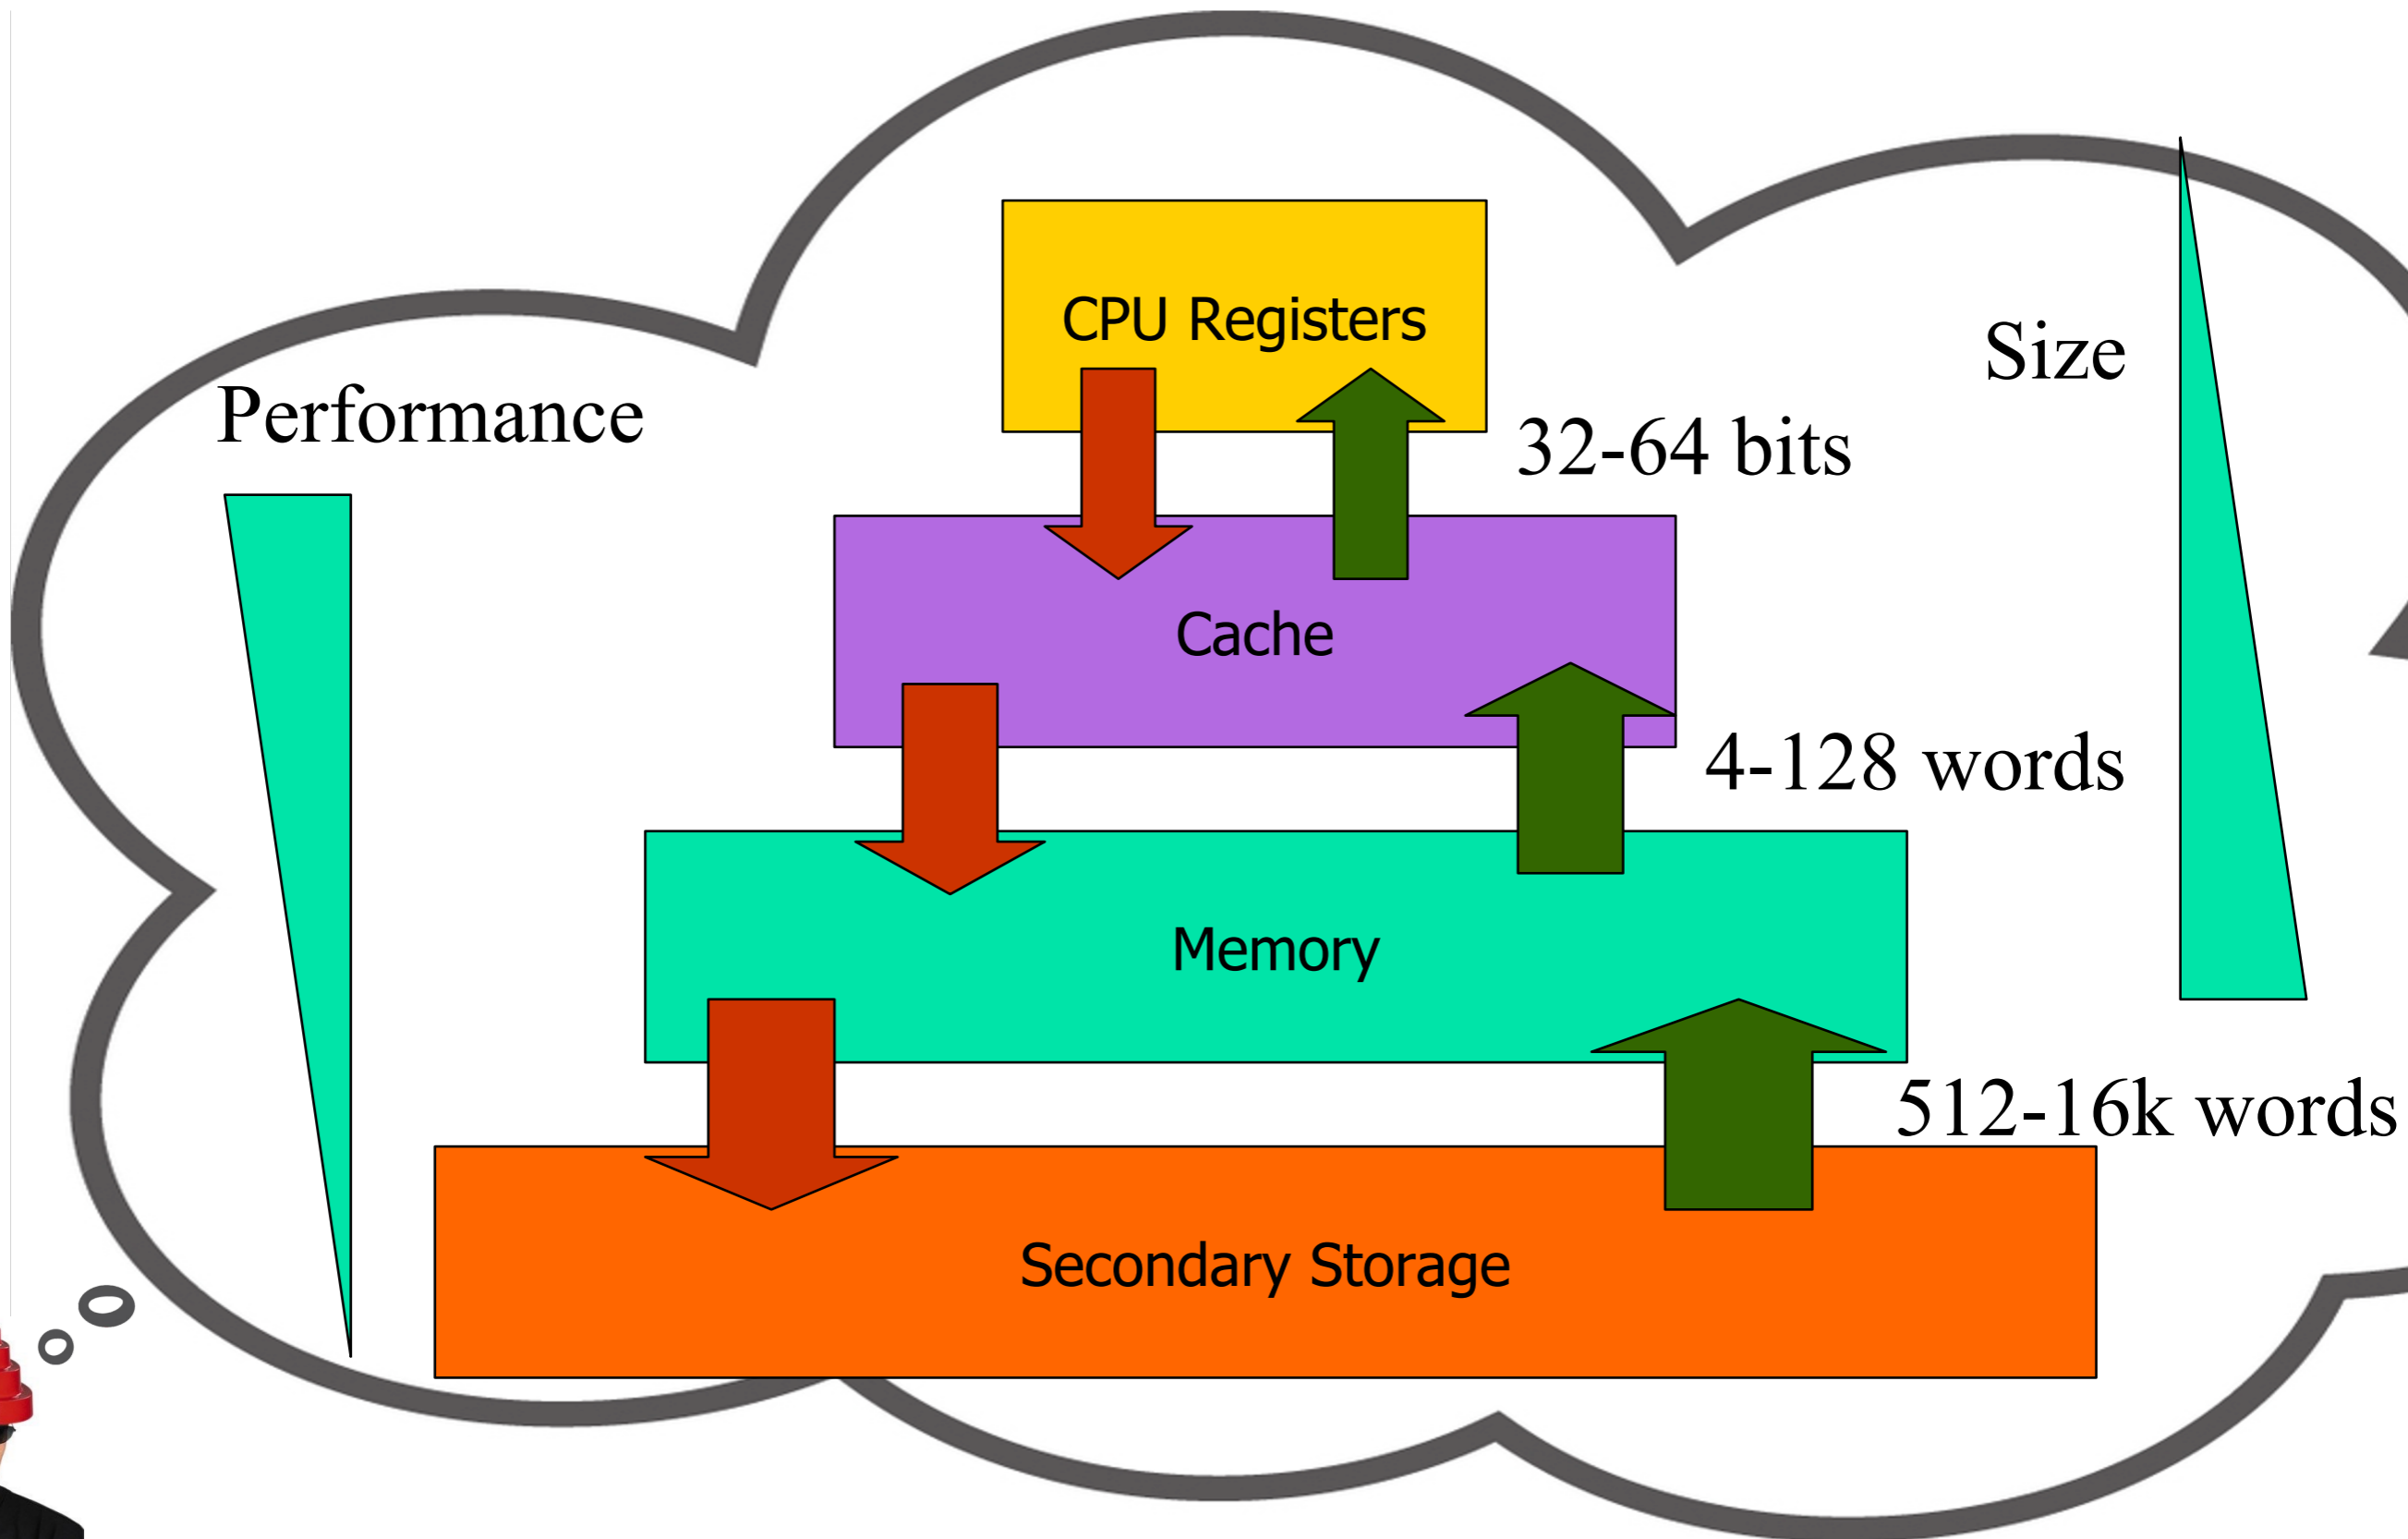 CPU Registers
Size
Performance
32-64 bits
Cache
4-128 words
Memory
512-16k words
Secondary Storage